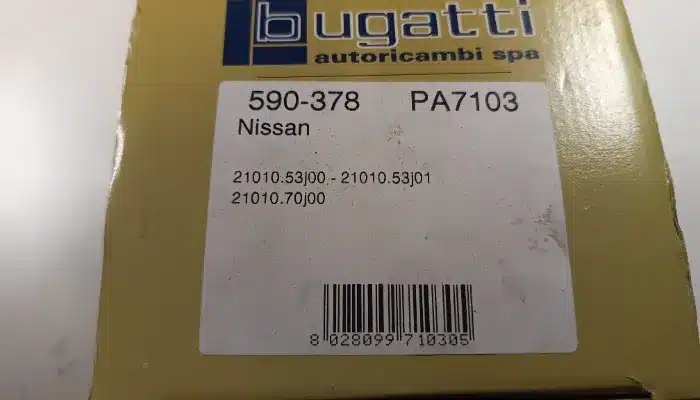 bugatti
autoricambi spa
590-378 PA7103
Nissan
21010.53j00 - 21010.53j01
21010.70j00
8 028099 710305